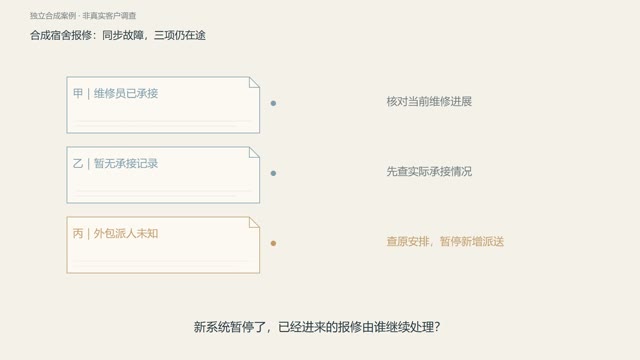 独立合成案例 · 非真实客户调查
合成宿舍报修：同步故障，三项仍在途
甲｜维修员已承接
核对当前维修进展
乙｜暂无承接记录
先查实际承接情况
丙｜外包派人未知
查原安排，暂停新增派送
新系统暂停了，已经进来的报修由谁继续处理？